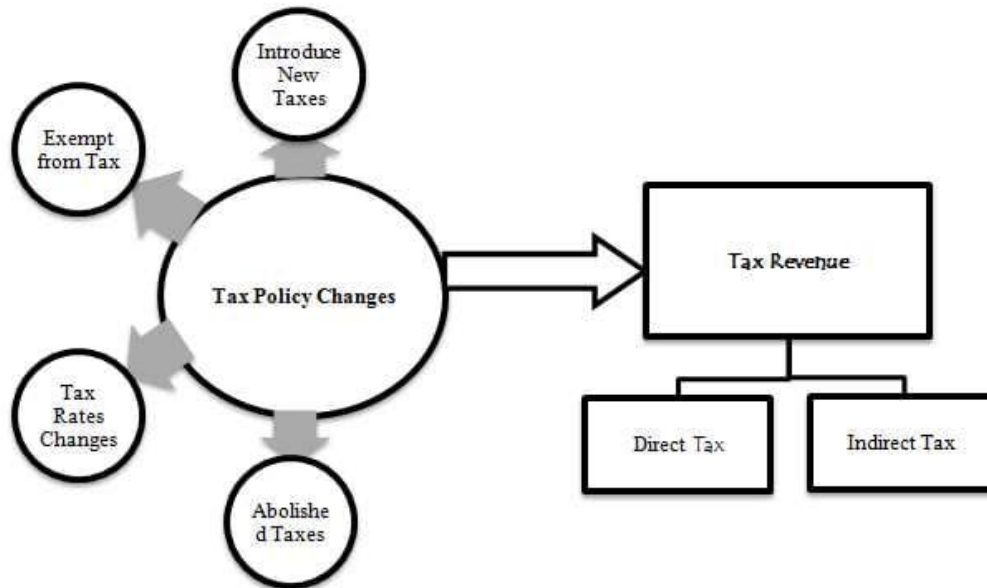 Introduce
New
Taxes
Exempt
from Tax
Tax Policy Changes
Tax
Rates
Changes
Abolishe
d Taxes
Tax Revenue
Direct Tax
Indirect Tax